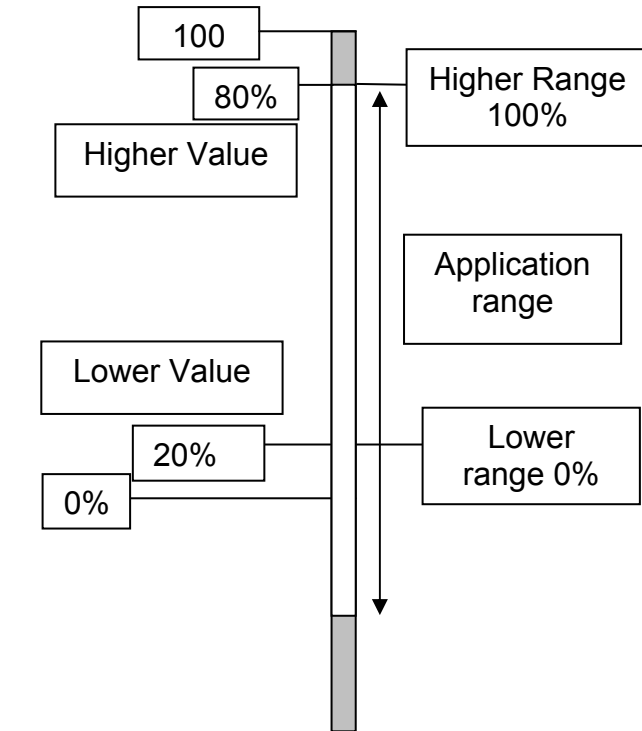 100
80%
Higher Range
100%
Higher Value
Application
range
Lower Value
20%
Lower
range 0%
0%